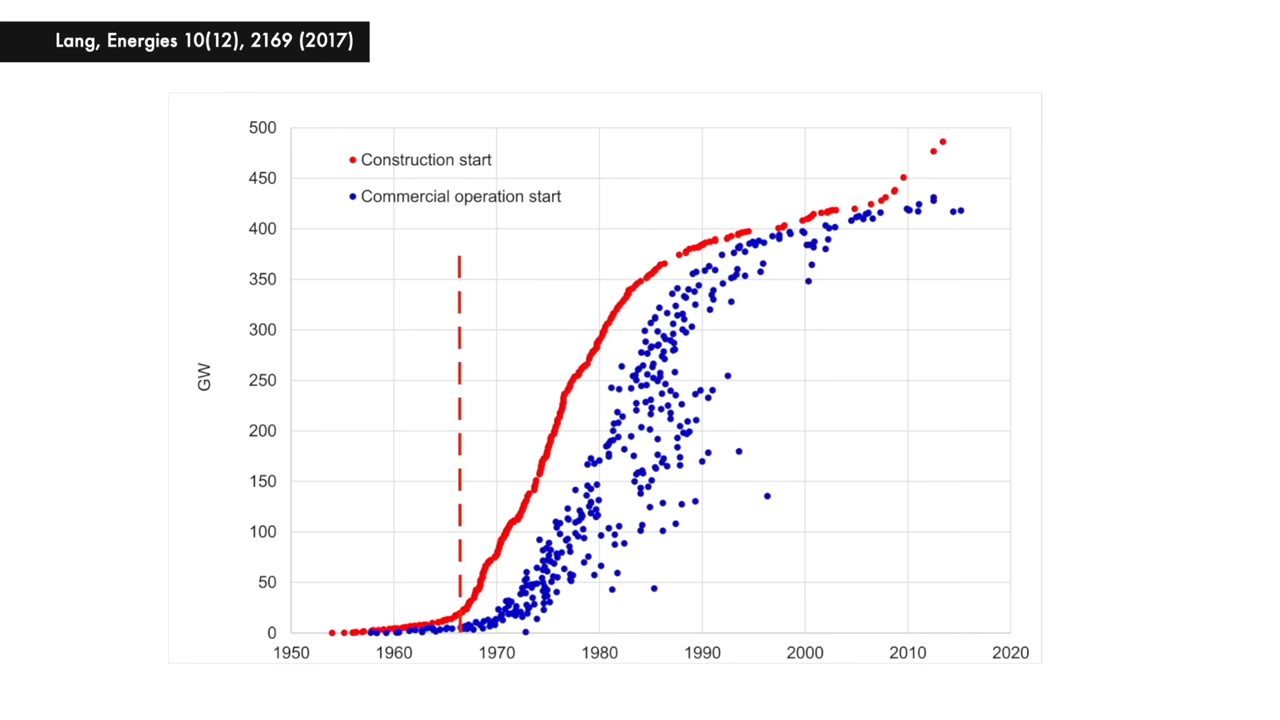 Lang, Energies 10(12), 2169 (2017)
500
Construction start
450
Commercial operation start
400
350
300
250
GW
200
150
100
50
0
1950 1960 1970 1980 1990 2000 2010 2020